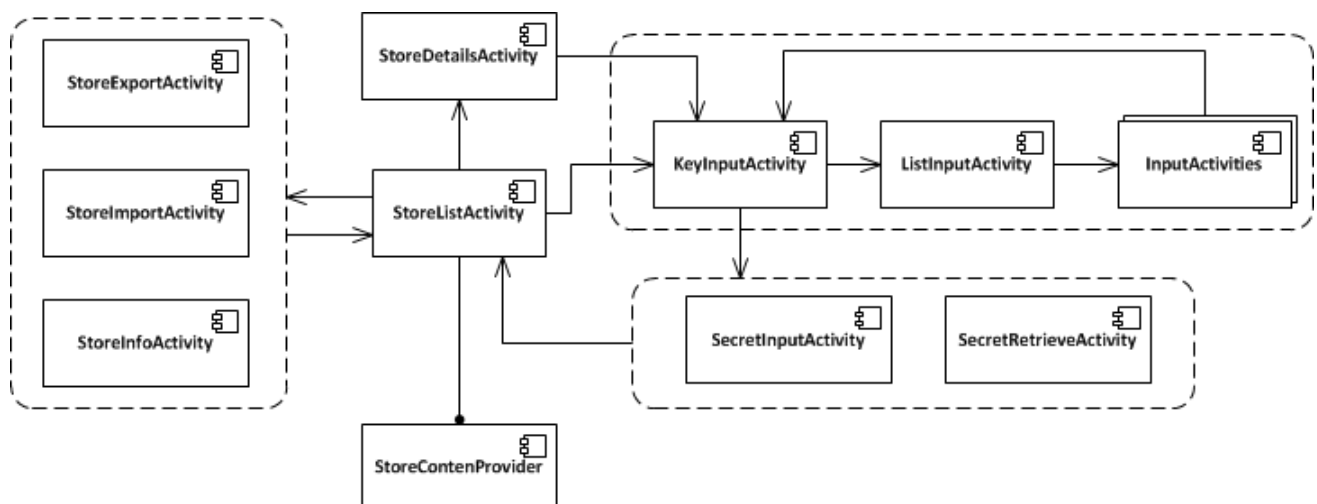 StoreExportActivity
StoreImportActivity
StoreInfoActivity
StoreDetailsActivity
StoreListActivity
StoreContenProvider
KeyInputActivity
ListInputActivity
InputActivities
SecretInputActivity
SecretRetrieveActivity